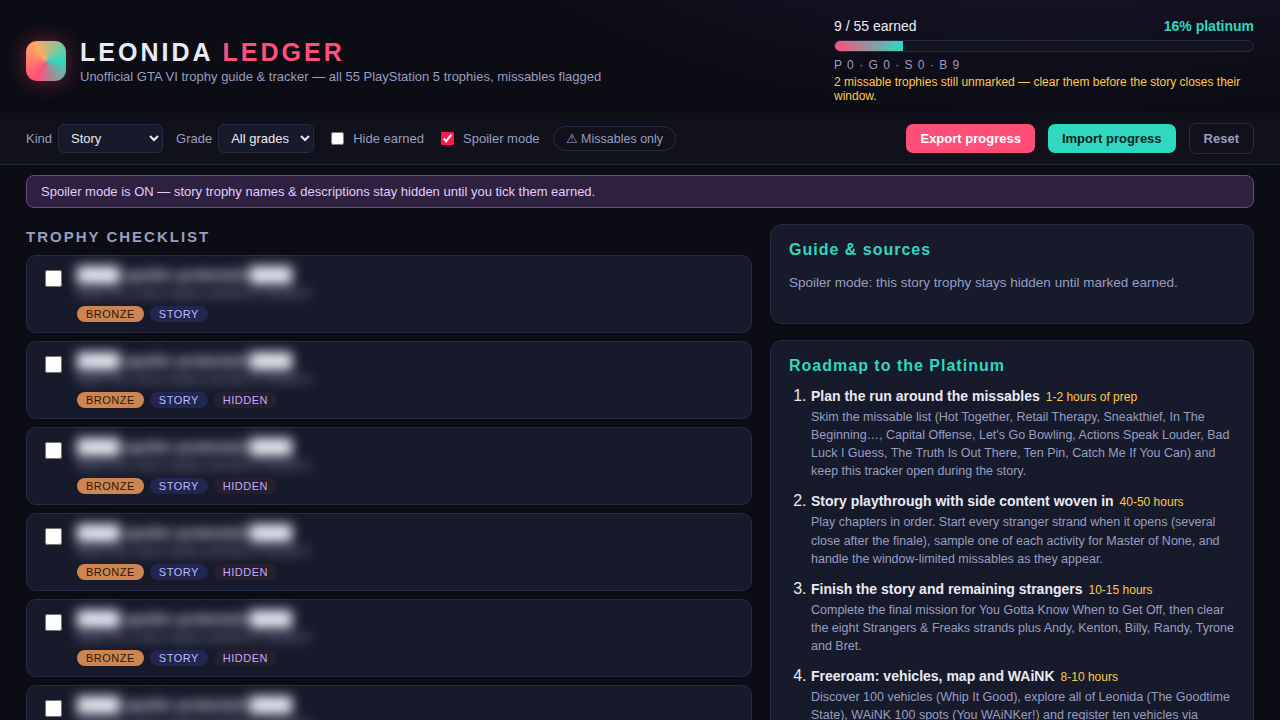 LEONIDA LEDGER
Unofficial GTA VI trophy guide & tracker — all 55 PlayStation 5 trophies, missables flagged
9 / 55 earned
16% platinum
P 0 · G 0 · S 0 · B 9
2 missable trophies still unmarked — clear them before the story closes their
window.
Kind
Story
Grade
All grades
Hide earned
Spoiler mode
⚠ Missables only
Export progress
Import progress
Reset
Spoiler mode is ON — story trophy names & descriptions stay hidden until you tick them earned.
TROPHY CHECKLIST
BRONZE STORY
BRONZE STORY HIDDEN
BRONZE STORY HIDDEN
BRONZE STORY HIDDEN
BRONZE STORY HIDDEN
Guide & sources
Spoiler mode: this story trophy stays hidden until marked earned.
Roadmap to the Platinum
1. Plan the run around the missables 1-2 hours of prep
Skim the missable list (Hot Together, Retail Therapy, Sneakthief, In The
Beginning…, Capital Offense, Let's Go Bowling, Actions Speak Louder, Bad
Luck I Guess, The Truth Is Out There, Ten Pin, Catch Me If You Can) and
keep this tracker open during the story.
2. Story playthrough with side content woven in 40-50 hours
Play chapters in order. Start every stranger strand when it opens (several
close after the finale), sample one of each activity for Master of None, and
handle the window-limited missables as they appear.
3. Finish the story and remaining strangers 10-15 hours
Complete the final mission for You Gotta Know When to Get Off, then clear
the eight Strangers & Freaks strands plus Andy, Kenton, Billy, Randy, Tyrone
and Bret.
4. Freeroam: vehicles, map and WAiNK 8-10 hours
Discover 100 vehicles (Whip It Good), explore all of Leonida (The Goodtime
State), WAiNK 100 spots (You WAiNKer!) and register ten vehicles via